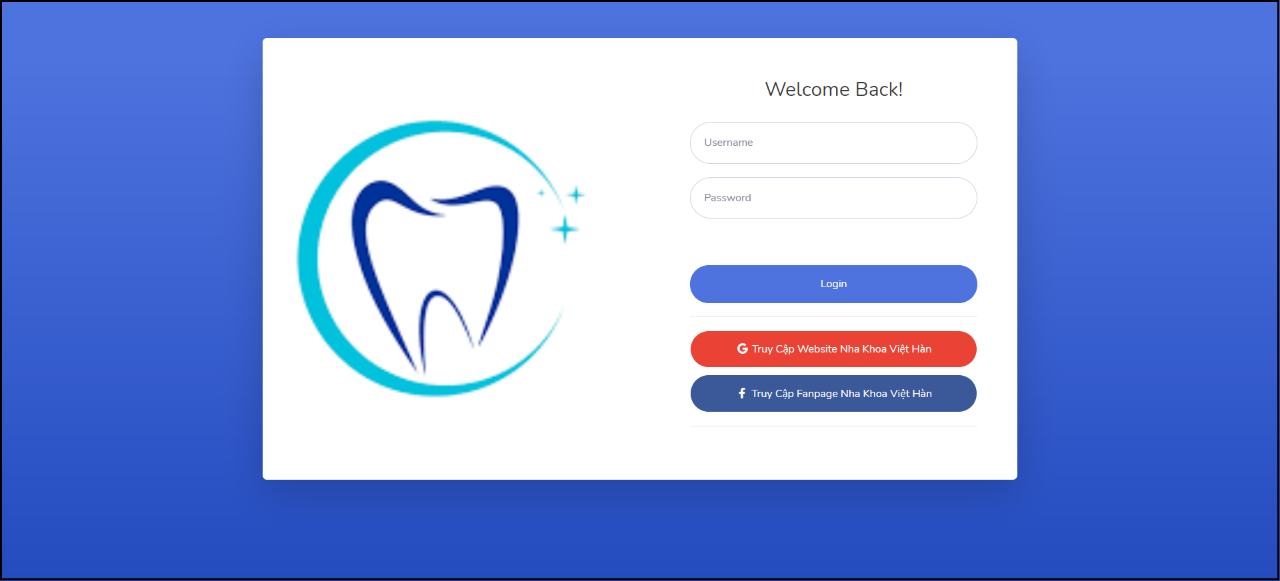 Welcome Back!
Username
Password
Login
Truy Cập Website Nha Khoa Việt Hàn
Truy Cập Fanpage Nha Khoa Việt Hàn